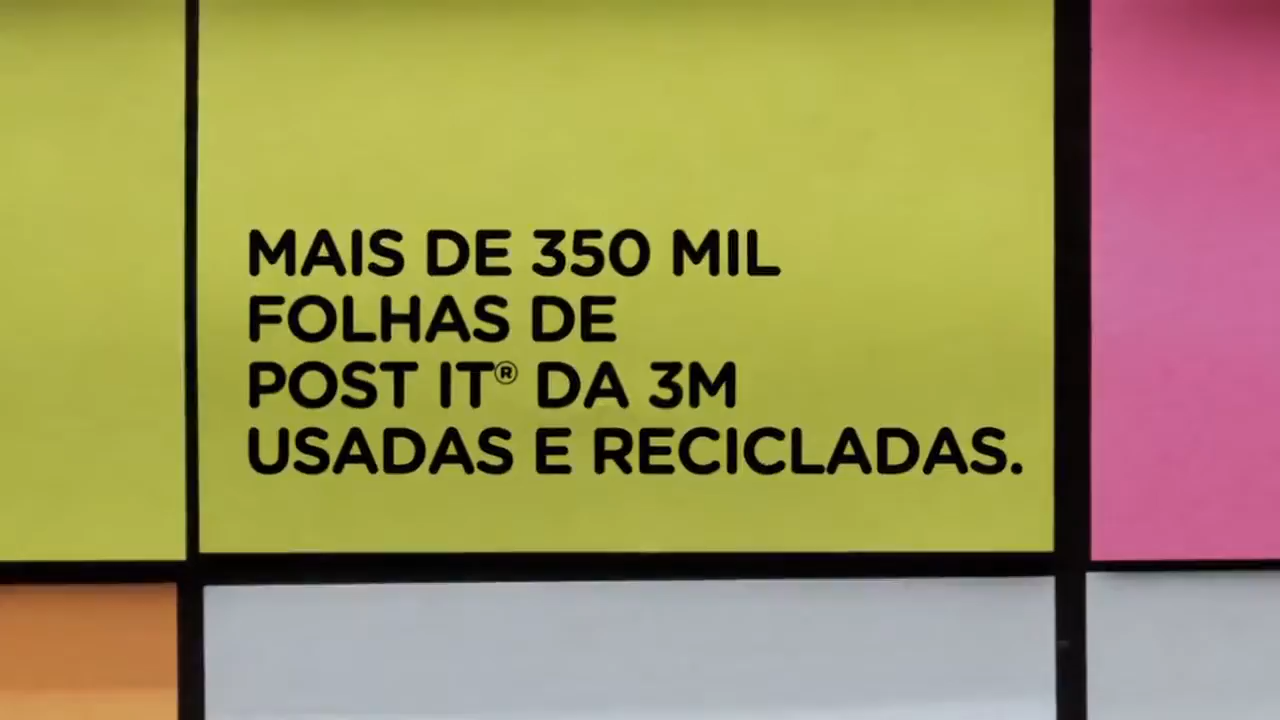 MAIS DE 350 MIL
FOLHAS DE
POST IT® DA 3M
USADAS E RECICLADAS.